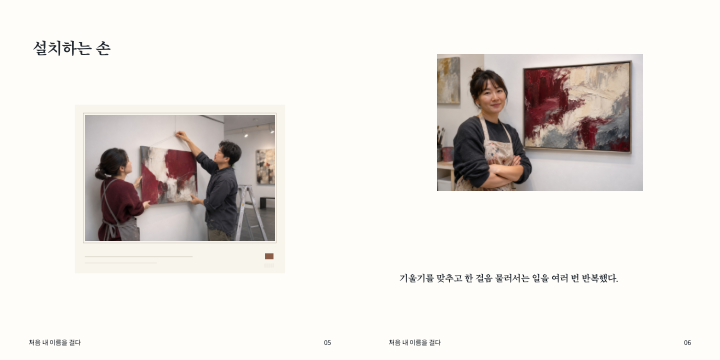 설치하는 손
기울기를 맞추고 한 걸음 물러서는 일을 여러 번 반복했다.
처음 내 이름을 걸다
05
처음 내 이름을 걸다
06